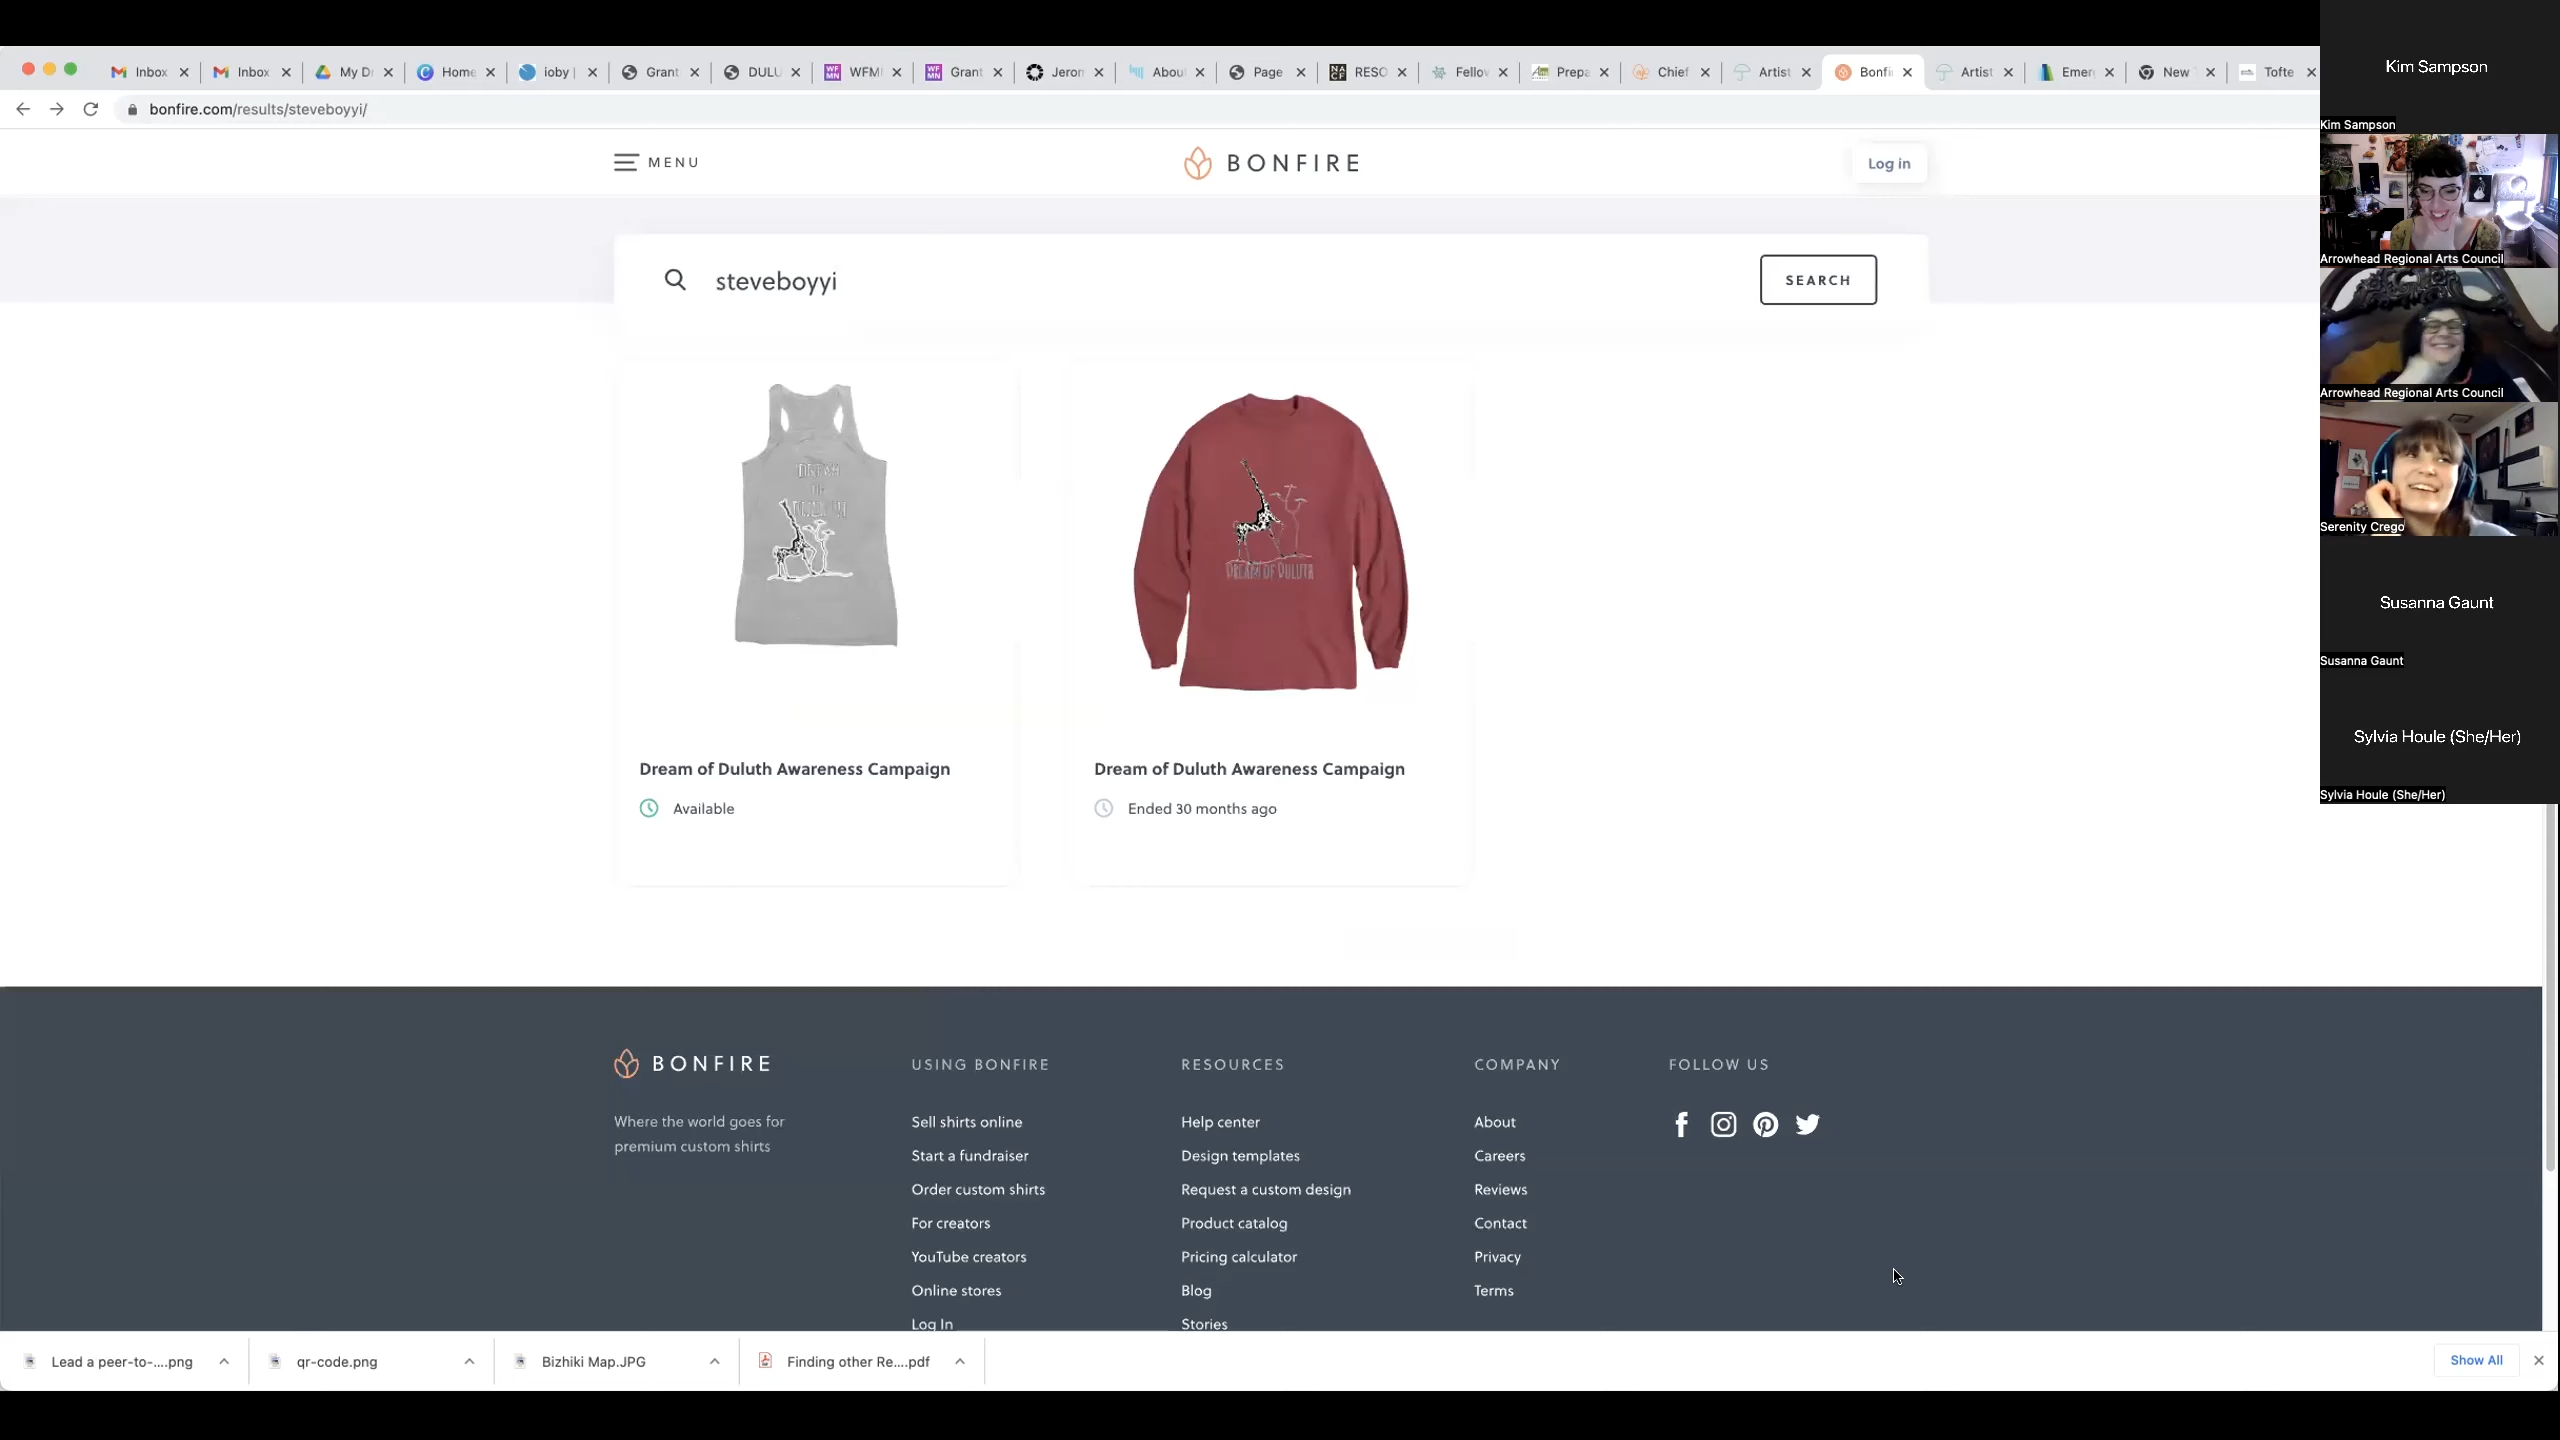 Inbox
Inbox
My Dr
Home
ioby |
Grant
DULU
WFMI
Grant
Jerom
Abou
Page
RESO
Fellov
Prepa
Chief
Artist
Bonfi
Artist
Emer
New
Tofte
bonfire.com/results/steveboyyi/
MENU
BONFIRE
Log in
steveboyyi
SEARCH
DREAM
DREAM OF DULUTH
Dream of Duluth Awareness Campaign
Available
Dream of Duluth Awareness Campaign
Ended 30 months ago
Kim Sampson
Kim Sampson
Arrowhead Regional Arts Council
Arrowhead Regional Arts Council
Serenity Crego
Susanna Gaunt
Susanna Gaunt
Sylvia Houle (She/Her)
Sylvia Houle (She/Her)
BONFIRE
Where the world goes for
premium custom shirts
USING BONFIRE
Sell shirts online
Start a fundraiser
Order custom shirts
For creators
YouTube creators
Online stores
Log In
RESOURCES
Help center
Design templates
Request a custom design
Product catalog
Pricing calculator
Blog
Stories
COMPANY
About
Careers
Reviews
Contact
Privacy
Terms
FOLLOW US
Lead a peer-to-....png
qr-code.png
Bizhiki Map.JPG
Finding other Re....pdf
Show All